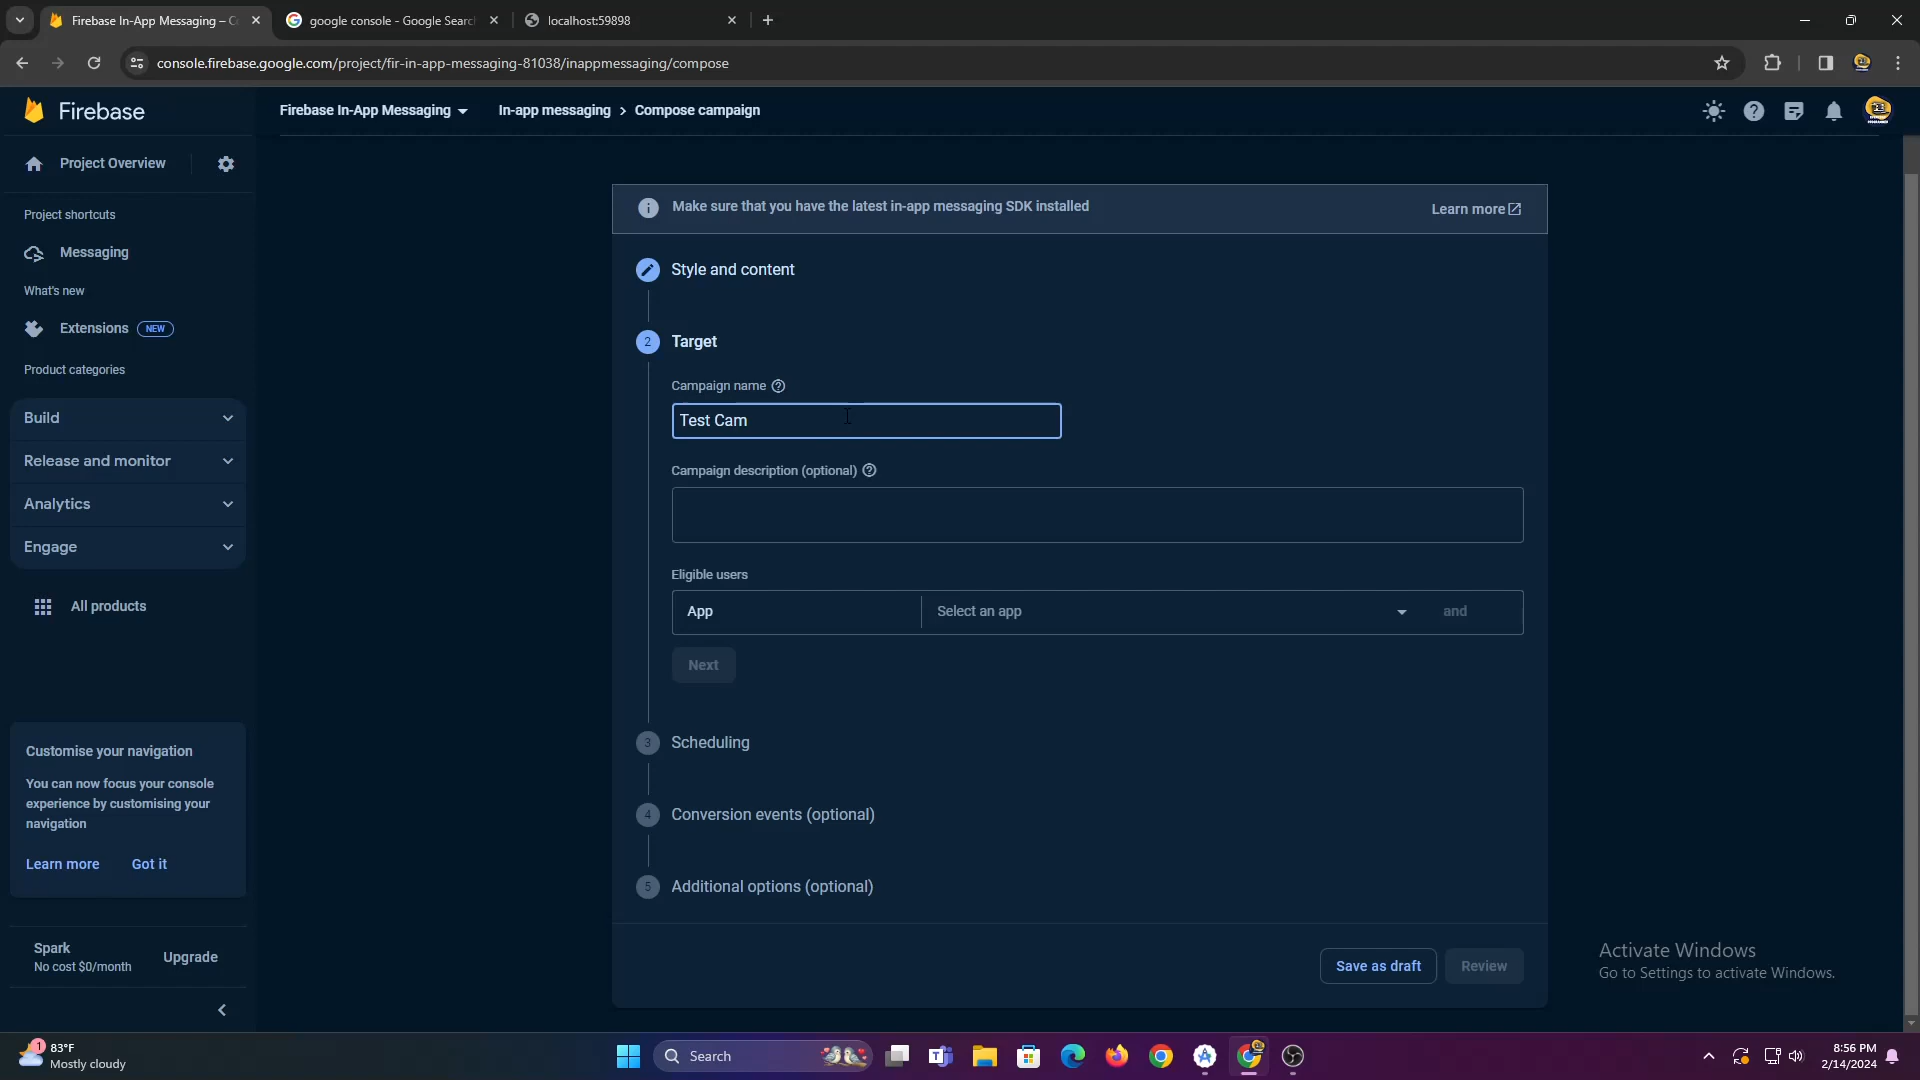 Firebase In-App Messaging – C
google console - Google Searc
localhost:59898
console.firebase.google.com/project/fir-in-app-messaging-81038/inappmessaging/compose
Firebase
Firebase In-App Messaging
In-app messaging > Compose campaign
Project Overview
Project shortcuts
Messaging
What's new
Extensions NEW
Product categories
Build
Release and monitor
Analytics
Engage
All products
Customise your navigation
You can now focus your console
experience by customising your
navigation
Learn more
Got it
Spark
No cost $0/month
Upgrade
Make sure that you have the latest in-app messaging SDK installed
Learn more
Style and content
2 Target
Campaign name
Test Cam
Campaign description (optional)
Eligible users
App
Select an app
and
Next
3 Scheduling
4 Conversion events (optional)
5 Additional options (optional)
Save as draft
Review
Activate Windows
Go to Settings to activate Windows.
1
83°F
Mostly cloudy
Search
8:56 PM
2/14/2024